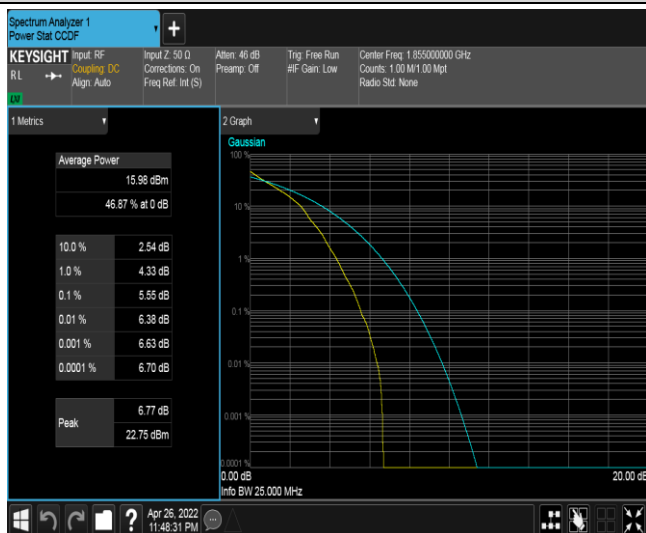 Spectrum Analyzer 1
Power Stat CCDF
+
KEYSIGHT
RL
LXI
Input: RF
Coupling: DC
Align: Auto
Input Z: 50 Ω
Corrections: On
Freq Ref: Int (S)
Atten: 46 dB
Preamp: Off
Trig: Free Run
#IF Gain: Low
Center Freq: 1.855000000 GHz
Counts: 1.00 M/1.00 Mpt
Radio Std: None
1 Metrics
Average Power
15.98 dBm
46.87 % at 0 dB
10.0 % 2.54 dB
1.0 % 4.33 dB
0.1 % 5.55 dB
0.01 % 6.38 dB
0.001 % 6.63 dB
0.0001 % 6.70 dB
Peak
6.77 dB
22.75 dBm
2 Graph
Gaussian
100 %
10 %
1 %
0.1 %
0.01 %
0.001 %
0.0001 %
0.00 dB
20.00 dB
Info BW 25.000 MHz
?
Apr 26, 2022
11:48:31 PM